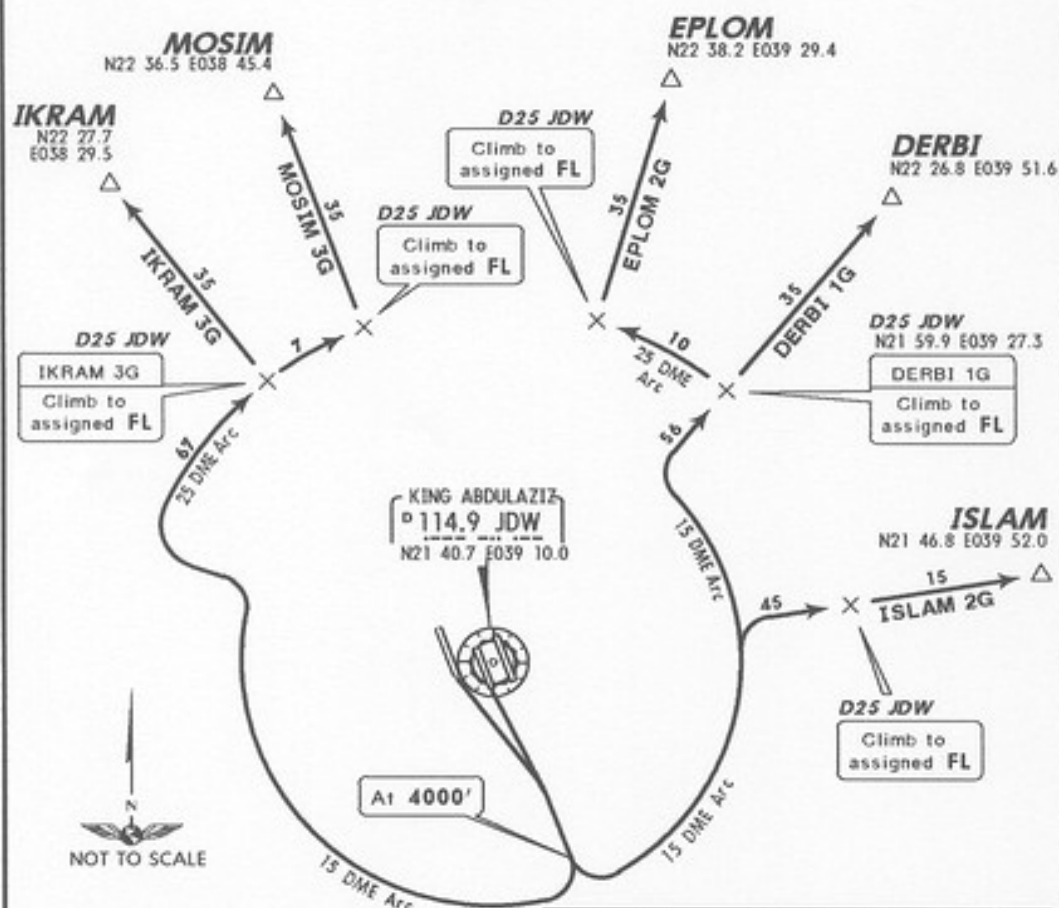 MOSIM
N22 36.5 E038 45.4
EPLOM
N22 38.2 E039 29.4
IKRAM
N22 27.7
E038 29.5
DERBI
N22 26.8 E039 51.6
D25 JDW
Climb to
assigned FL
35
MOSIM 3G
35
EPLOM 2G
D25 JDW
Climb to
assigned FL
35
IKRAM 3G
35
DERBI 1G
D25 JDW
IKRAM 3G
Climb to
assigned FL
7
10
25 DME
Arc
D25 JDW
N21 59.9 E039 27.3
DERBI 1G
Climb to
assigned FL
67
25 DME Arc
56
KING ABDULAZIZ
D 114.9 JDW
N21 40.7 E039 10.0
15 DME Arc
ISLAM
N21 46.8 E039 52.0
45
15
ISLAM 2G
D25 JDW
Climb to
assigned FL
At 4000'
15 DME Arc
N
NOT TO SCALE
15 DME Arc